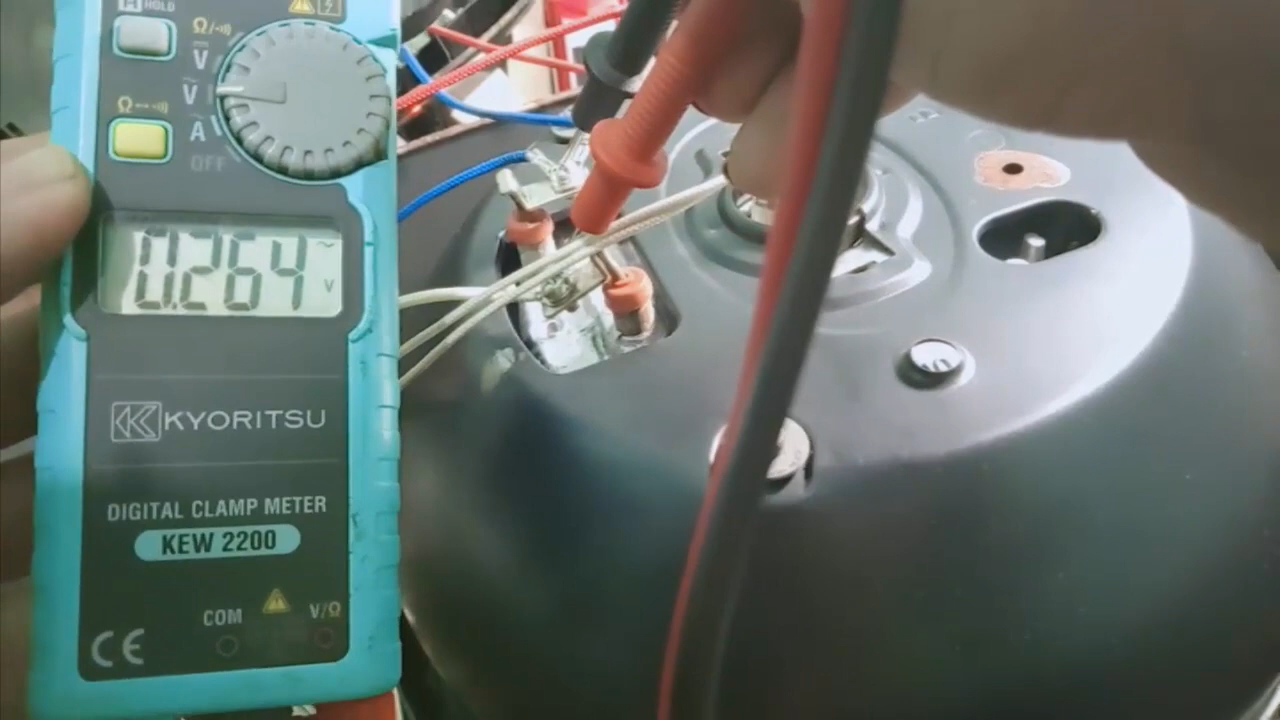 H HOLD
Ω/·))
V
V
Ω ·))
A
OFF
0.264 ~
V
KYORITSU
DIGITAL CLAMP METER
KEW 2200
COM
V/Ω
CE